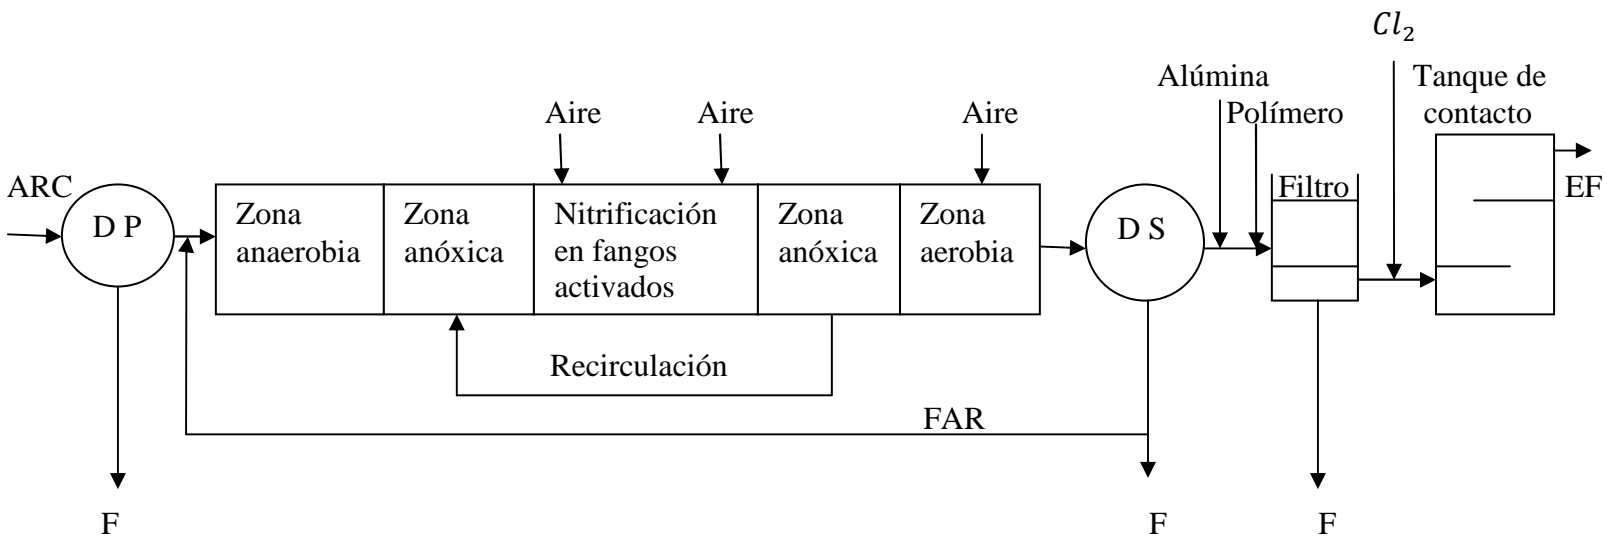 Cl₂
Alúmina
Tanque de
contacto
Polímero
Aire
Aire
Aire
ARC
D P
Zona
anaerobia
Zona
anóxica
Nitrificación
en fangos
activados
Zona
anóxica
Zona
aerobia
D S
Filtro
EF
Recirculación
FAR
F
F
F